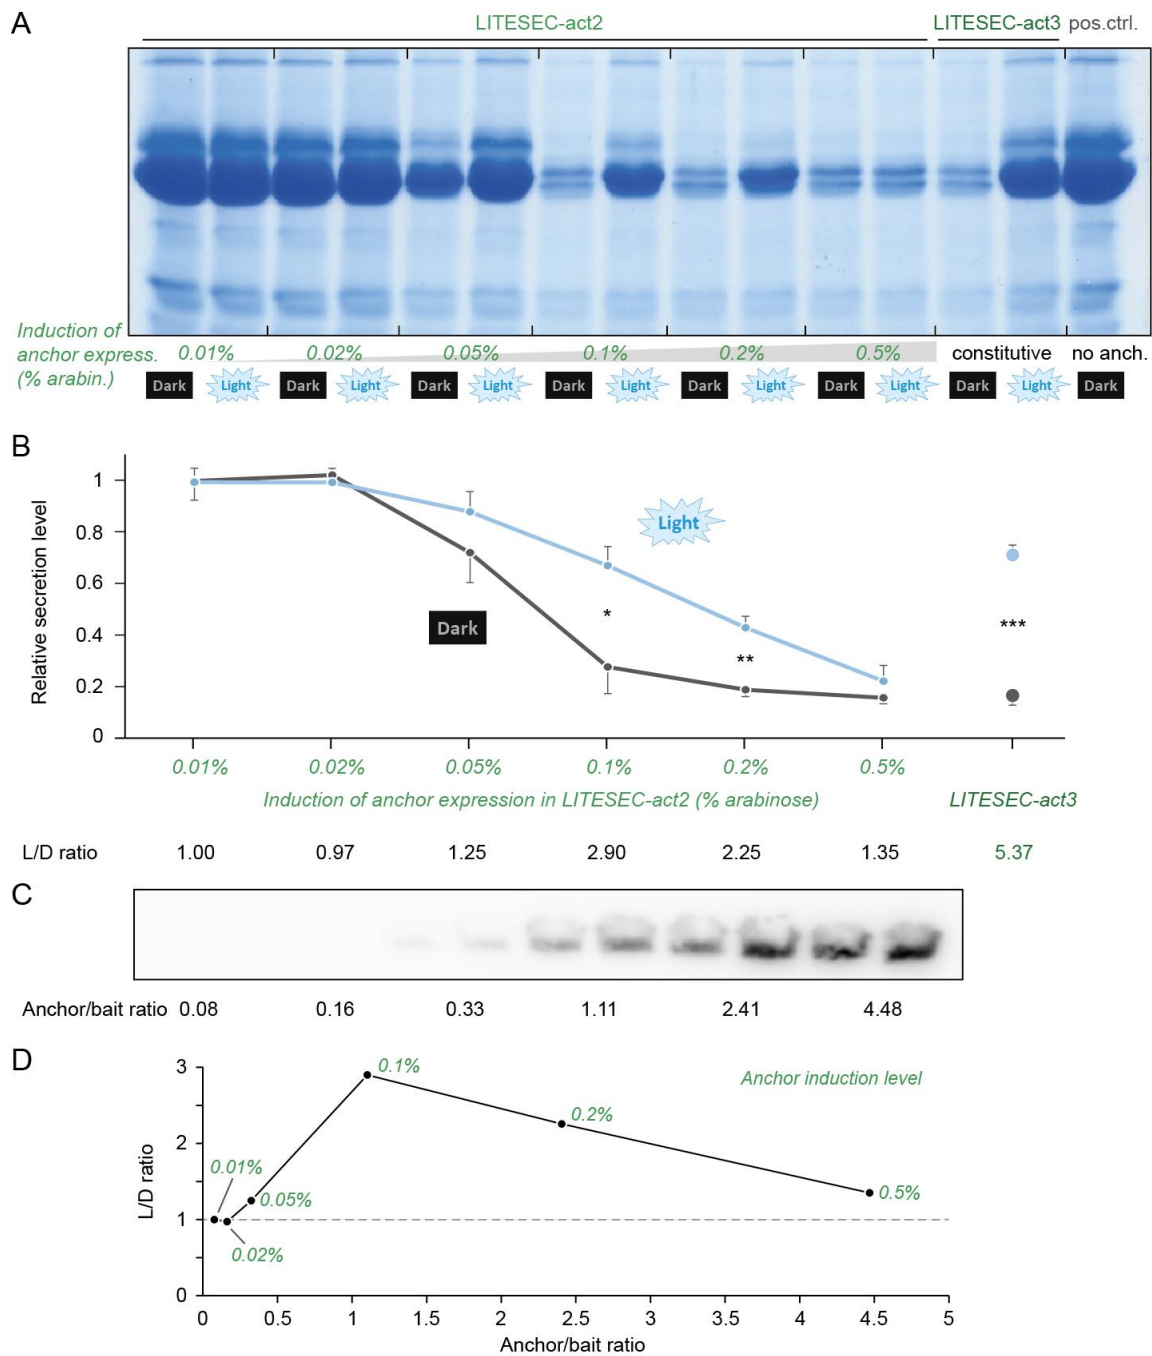 A
LITESEC-act2 LITESEC-act3 pos.ctrl.
Induction of
anchor express. 0.01% 0.02% 0.05% 0.1% 0.2% 0.5% constitutive no anch.
(% arabin.) Dark Light Dark Light Dark Light Dark Light Dark Light Dark Light Dark Light Dark
B
Relative secretion level
1
0.8
0.6
0.4
0.2
0
Light
Dark
*
**
***
0.01% 0.02% 0.05% 0.1% 0.2% 0.5%
Induction of anchor expression in LITESEC-act2 (% arabinose) LITESEC-act3
L/D ratio 1.00 0.97 1.25 2.90 2.25 1.35 5.37
C
Anchor/bait ratio 0.08 0.16 0.33 1.11 2.41 4.48
D
L/D ratio
3
2
1
0
0.1%
Anchor induction level
0.2%
0.01%
0.05%
0.5%
0.02%
0 0.5 1 1.5 2 2.5 3 3.5 4 4.5 5
Anchor/bait ratio